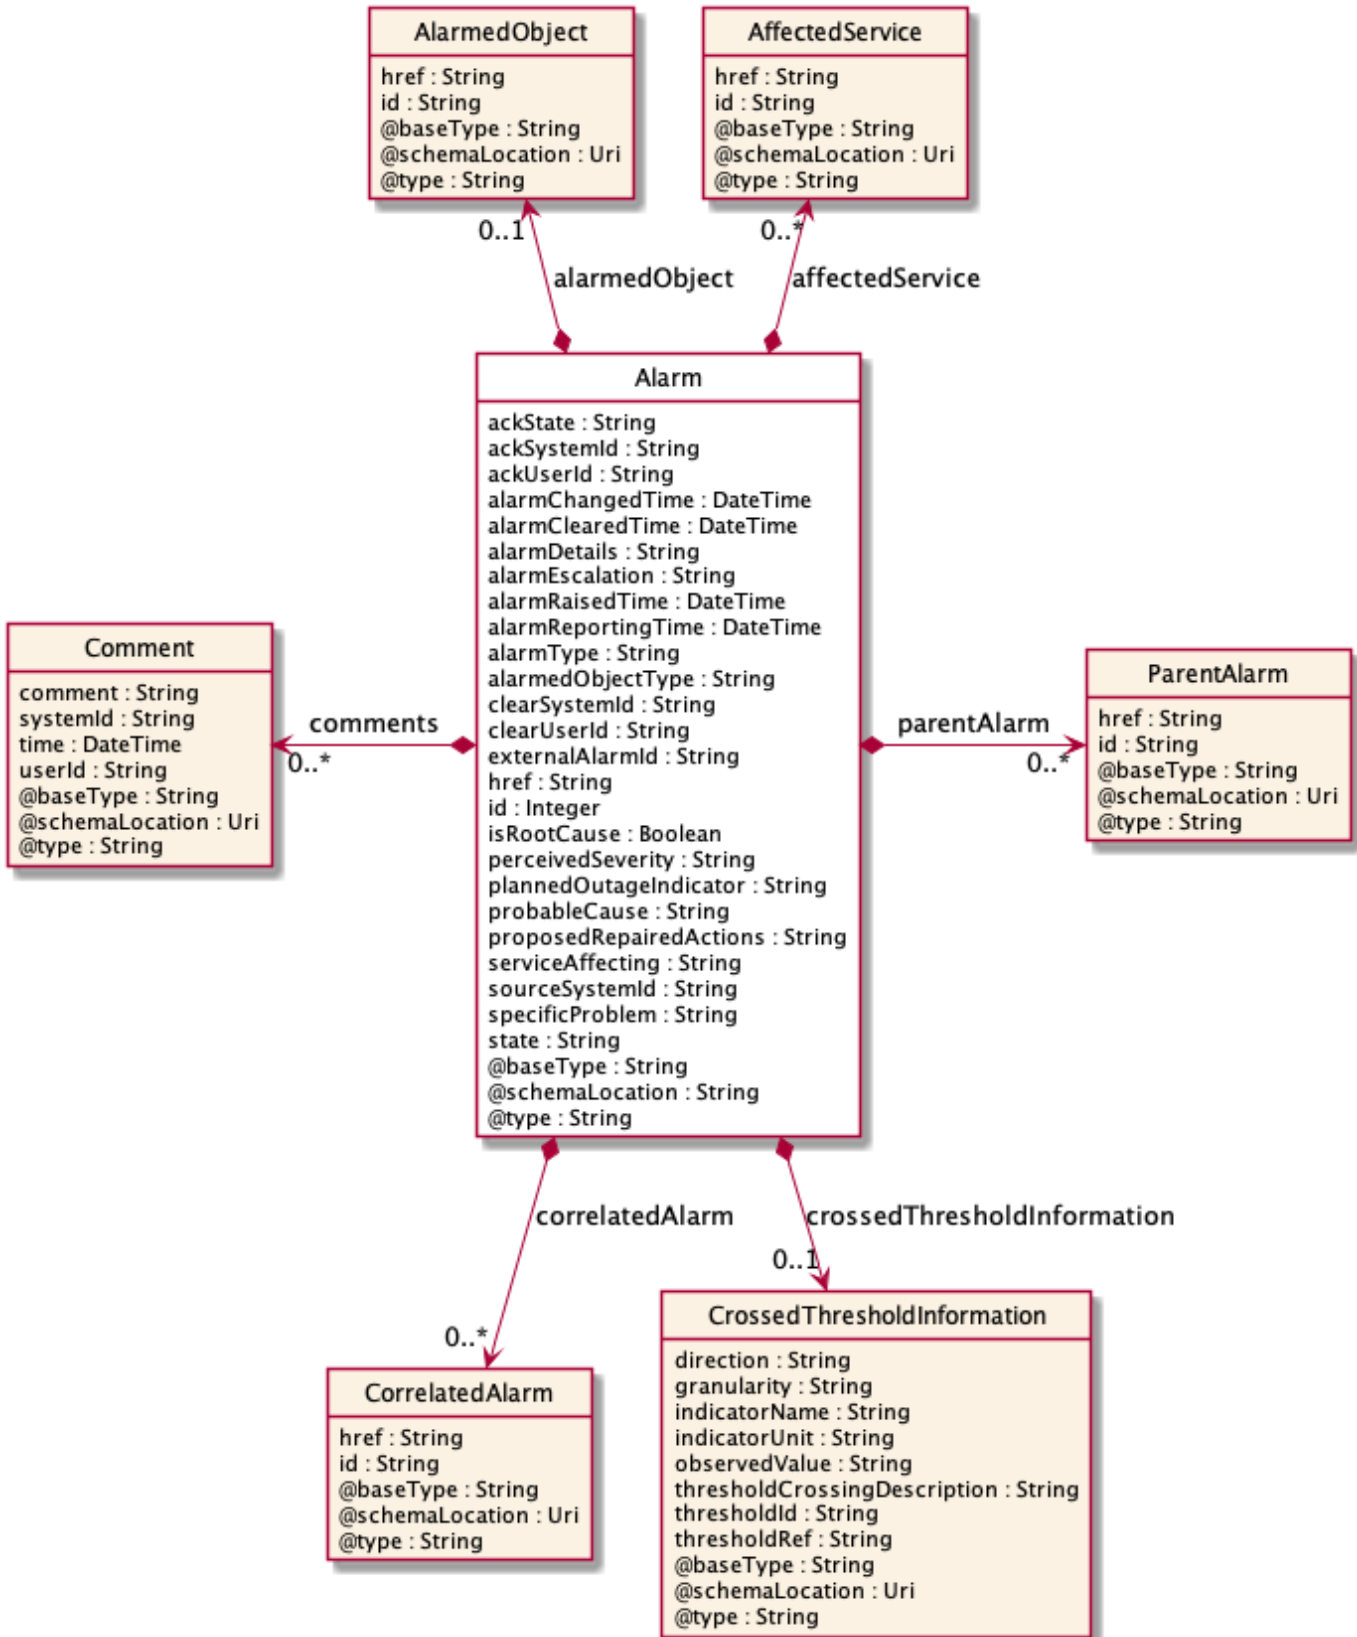 AlarmedObject
href : String
id : String
@baseType : String
@schemaLocation : Uri
@type : String
AffectedService
href : String
id : String
@baseType : String
@schemaLocation : Uri
@type : String
0..1
0..*
alarmedObject
affectedService
Alarm
ackState : String
ackSystemId : String
ackUserId : String
alarmChangedTime : DateTime
alarmClearedTime : DateTime
alarmDetails : String
alarmEscalation : String
alarmRaisedTime : DateTime
alarmReportingTime : DateTime
alarmType : String
alarmedObjectType : String
clearSystemId : String
clearUserId : String
externalAlarmId : String
href : String
id : Integer
isRootCause : Boolean
perceivedSeverity : String
plannedOutageIndicator : String
probableCause : String
proposedRepairedActions : String
serviceAffecting : String
sourceSystemId : String
specificProblem : String
state : String
@baseType : String
@schemaLocation : String
@type : String
Comment
comment : String
systemId : String
time : DateTime
userId : String
@baseType : String
@schemaLocation : Uri
@type : String
comments
0..*
parentAlarm
0..*
ParentAlarm
href : String
id : String
@baseType : String
@schemaLocation : Uri
@type : String
correlatedAlarm
crossedThresholdInformation
0..1
0..*
CorrelatedAlarm
href : String
id : String
@baseType : String
@schemaLocation : Uri
@type : String
CrossedThresholdInformation
direction : String
granularity : String
indicatorName : String
indicatorUnit : String
observedValue : String
thresholdCrossingDescription : String
thresholdId : String
thresholdRef : String
@baseType : String
@schemaLocation : Uri
@type : String